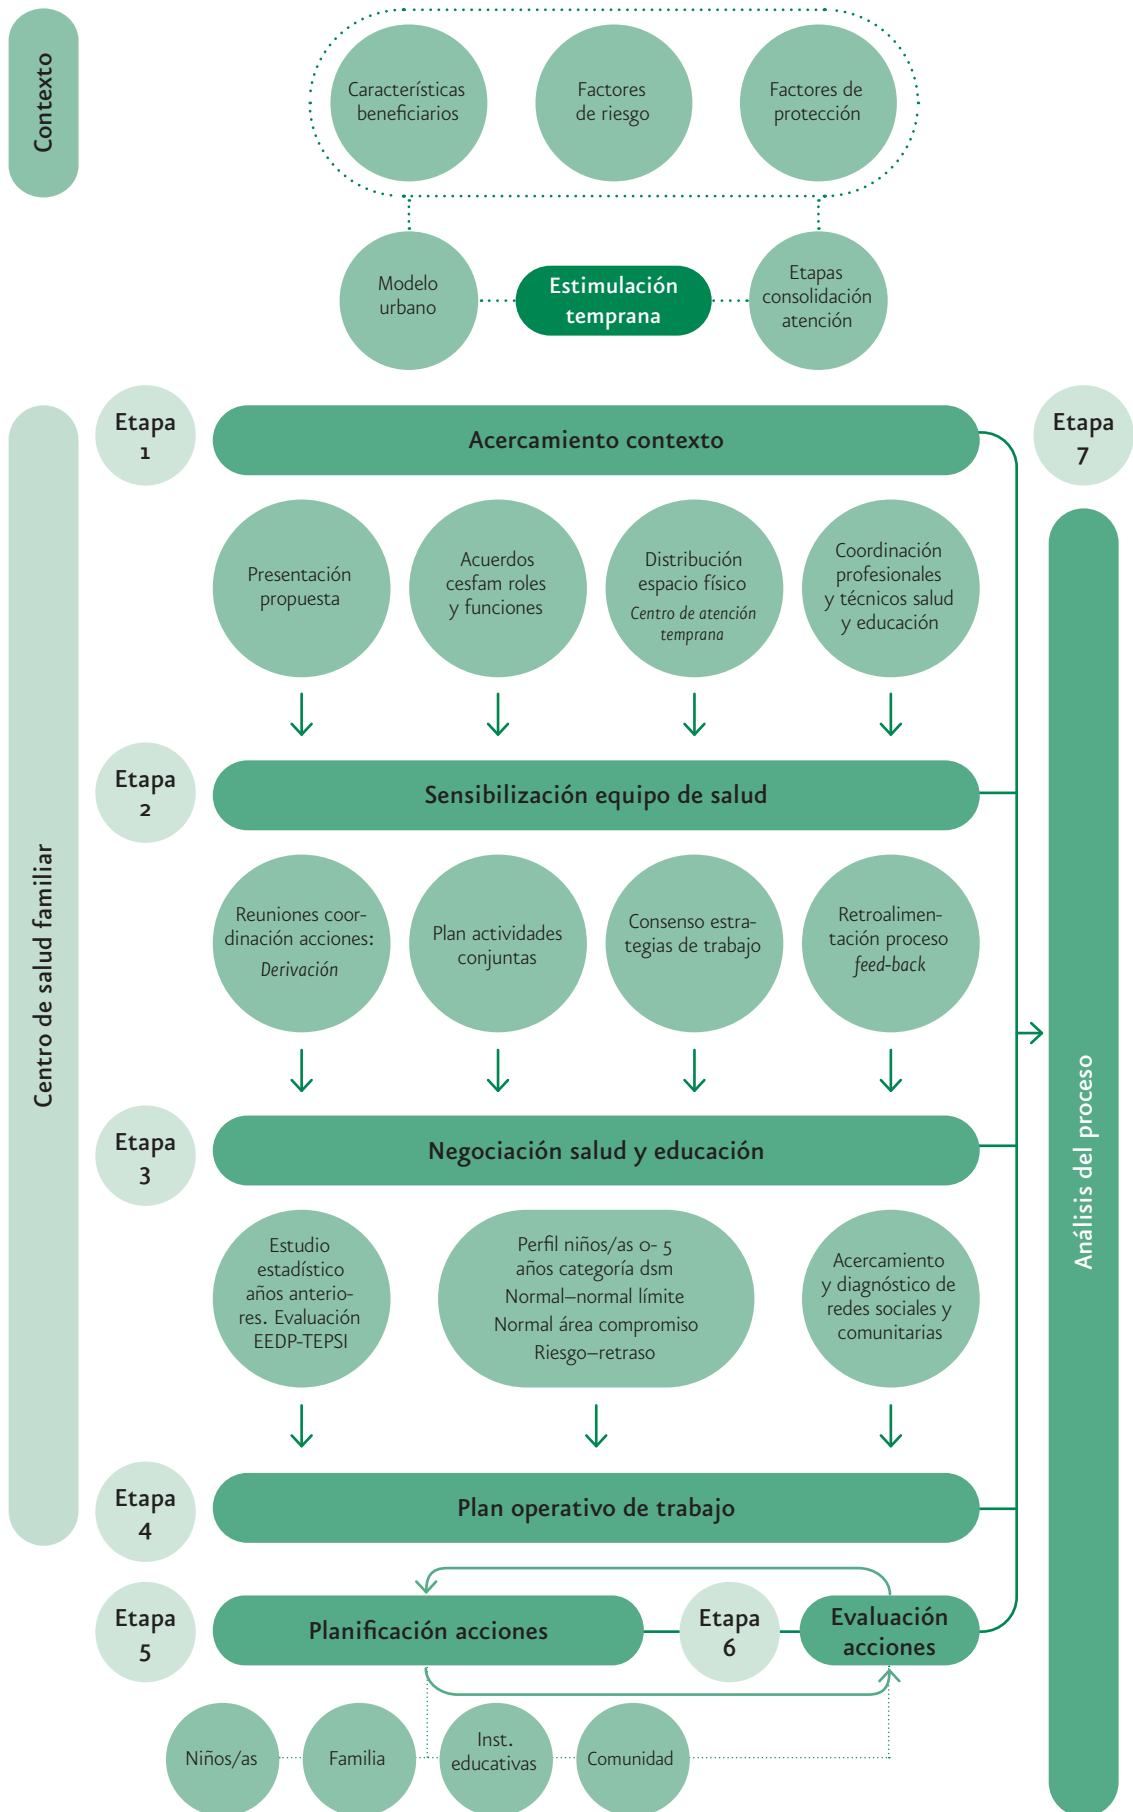 Contexto
Características
beneficiarios
Factores
de riesgo
Factores de
protección
Modelo
urbano
Estimulación
temprana
Etapas
consolidación
atención
Centro de salud familiar
Etapa
1
Acercamiento contexto
Etapa
7
Análisis del proceso
Presentación
propuesta
Acuerdos
cesfam roles
y funciones
Distribución
espacio físico
Centro de atención
temprana
Coordinación
profesionales
y técnicos salud
y educación
Etapa
2
Sensibilización equipo de salud
Reuniones coor-
dinación acciones:
Derivación
Plan actividades
conjuntas
Consenso estra-
tegias de trabajo
Retroalimen-
tación proceso
feed-back
Etapa
3
Negociación salud y educación
Estudio
estadístico
años anterio-
res. Evaluación
EEDP-TEPSI
Perfil niños/as 0- 5
años categoría dsm
Normal–normal límite
Normal área compromiso
Riesgo–retraso
Acercamiento
y diagnóstico de
redes sociales y
comunitarias
Etapa
4
Plan operativo de trabajo
Etapa
5
Planificación acciones
Etapa
6
Evaluación
acciones
Niños/as
Familia
Inst.
educativas
Comunidad